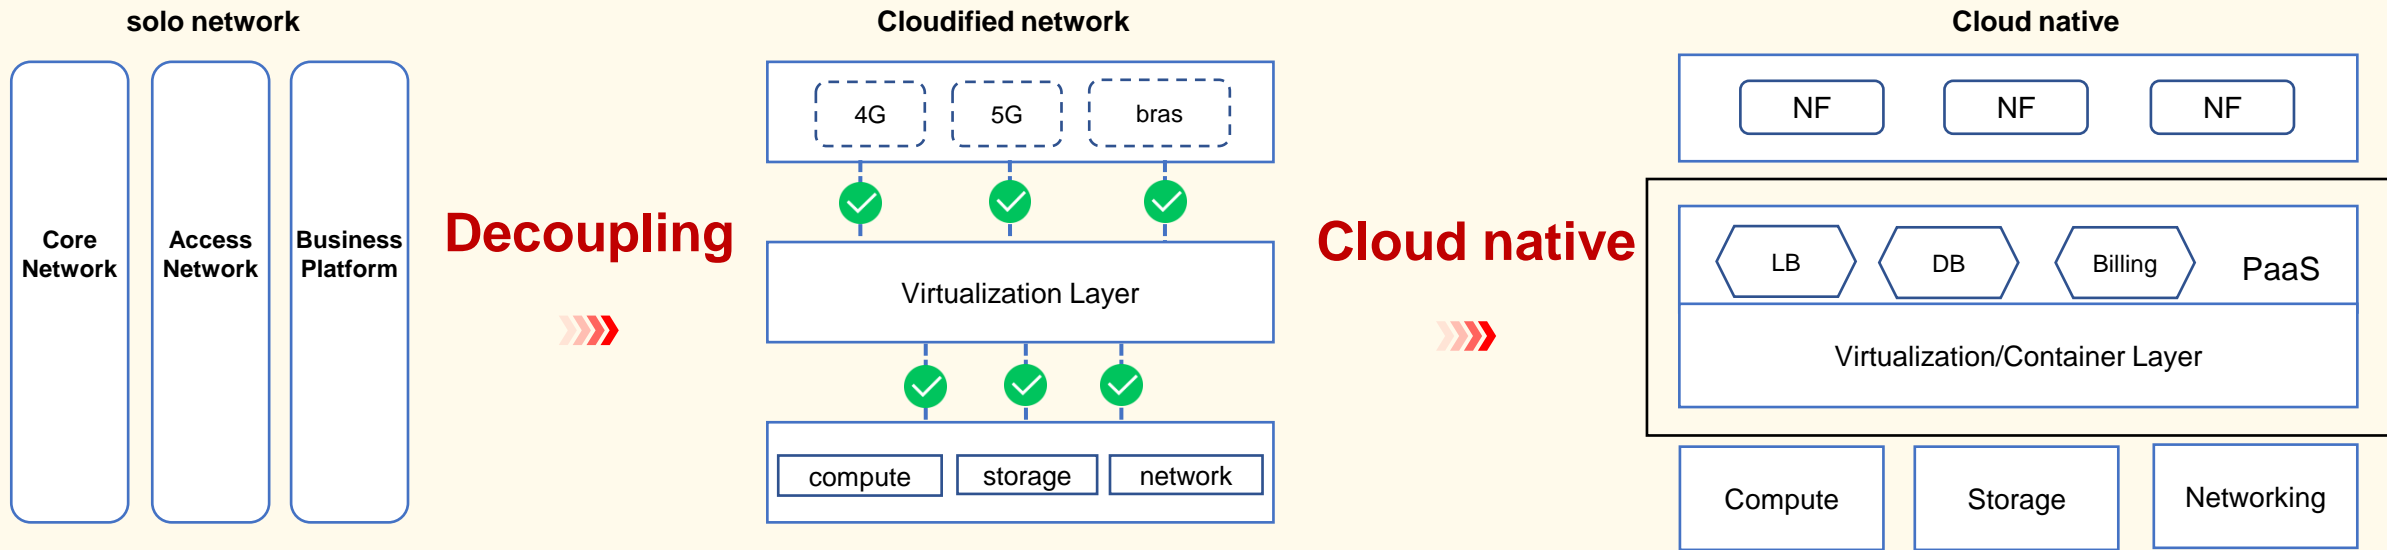 solo network
Core
Network
Access
Network
Business
Platform
Decoupling
Cloudified network
4G
5G
bras
Virtualization Layer
compute
storage
network
Cloud native
Cloud native
NF
NF
NF
LB
DB
Billing
PaaS
Virtualization/Container Layer
Compute
Storage
Networking